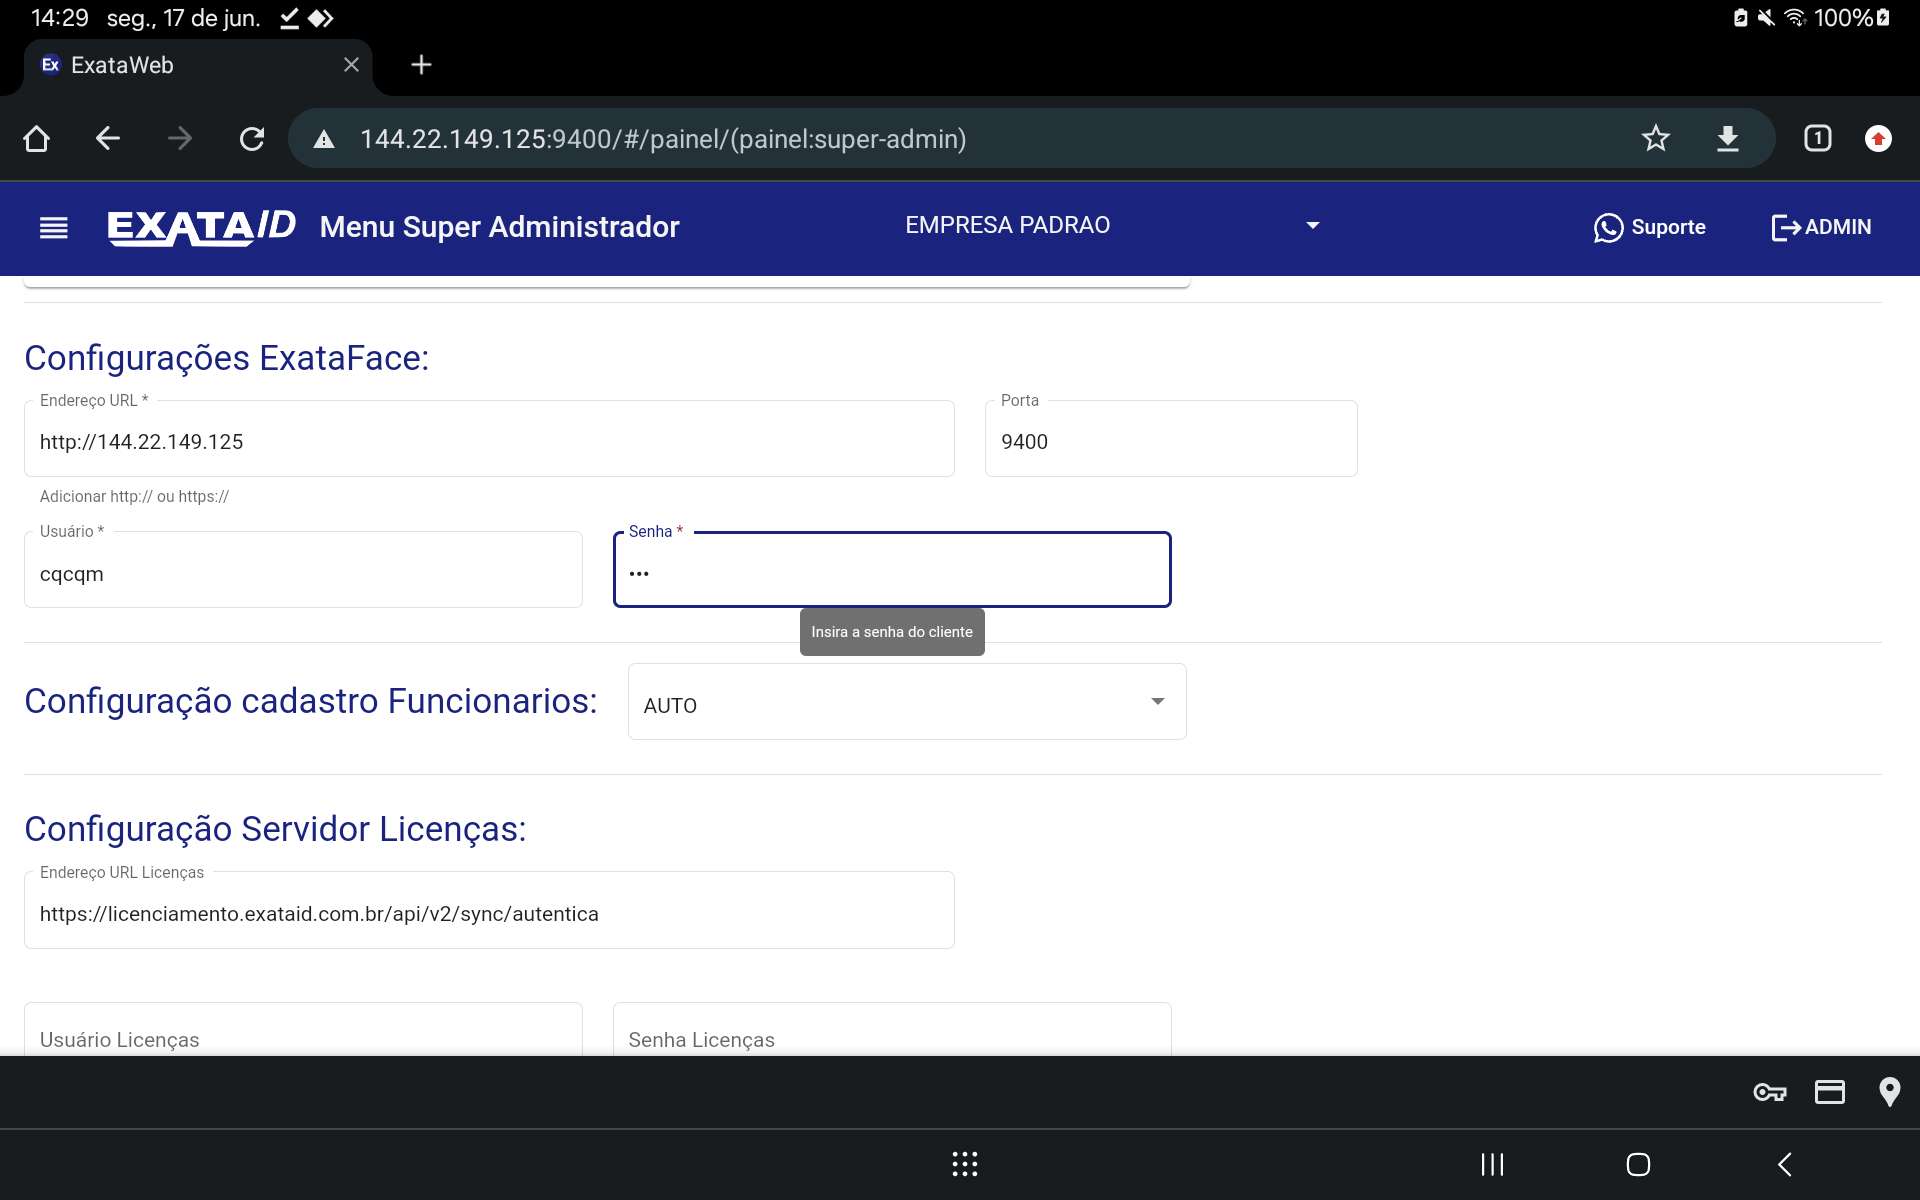 14:29 seg., 17 de jun. 100%
Ex ExataWeb
144.22.149.125:9400/#/painel/(painel:super-admin) 1
EXATAID Menu Super Administrador EMPRESA PADRAO Suporte ADMIN
Configurações ExataFace:
Endereço URL * Porta
http://144.22.149.125 9400
Adicionar http:// ou https://
Usuário * Senha *
cqcqm •••
Insira a senha do cliente
Configuração cadastro Funcionarios: AUTO
Configuração Servidor Licenças:
Endereço URL Licenças
https://licenciamento.exataid.com.br/api/v2/sync/autentica
Usuário Licenças Senha Licenças